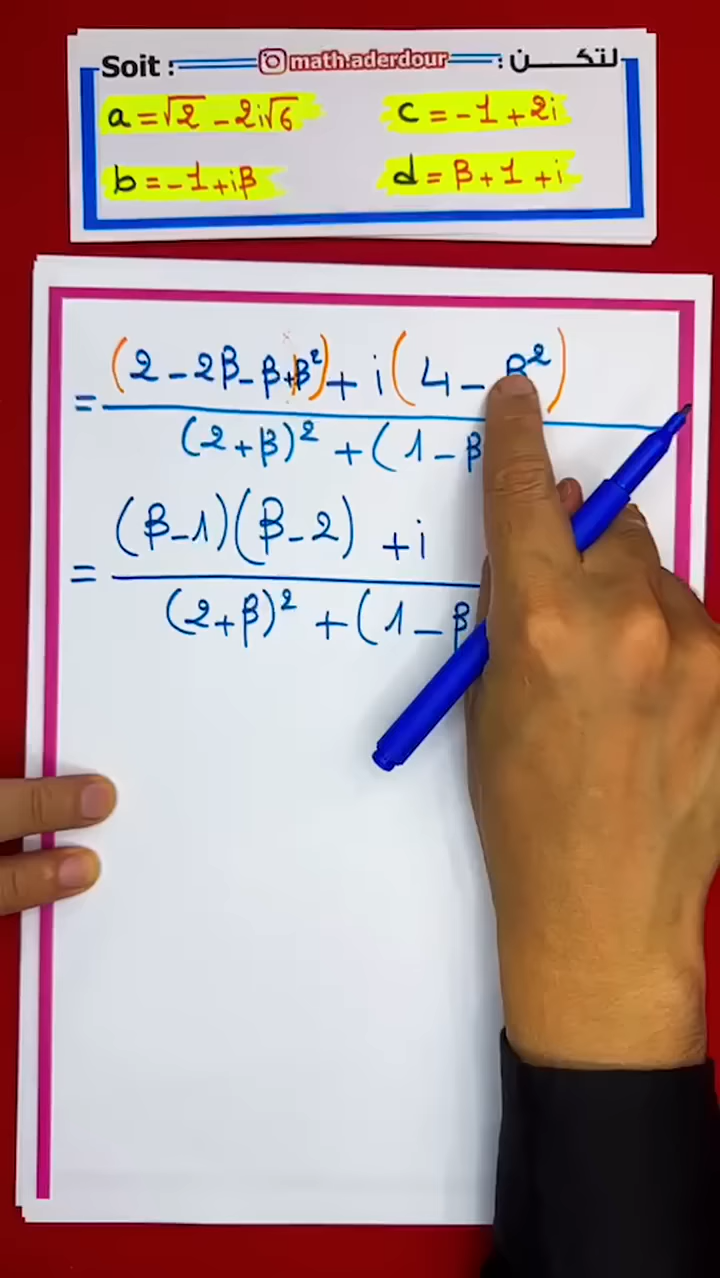 Soit : math.aderdour : لتكن
a = √2 - 2i√6 c = -1 + 2i
b = -1 + iβ d = β + 1 + i
= (2 - 2β - β + β²) + i(4 - β²)
(2 + β)² + (1 - β
= (β - 1)(β - 2) + i
(2 + β)² + (1 - β